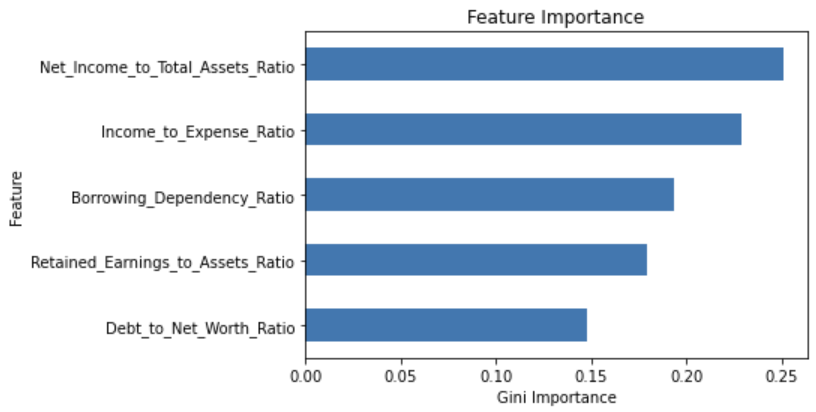 Feature Importance
Net_Income_to_Total_Assets_Ratio
Income_to_Expense_Ratio
Borrowing_Dependency_Ratio
Retained_Earnings_to_Assets_Ratio
Debt_to_Net_Worth_Ratio
Feature
0.00 0.05 0.10 0.15 0.20 0.25
Gini Importance